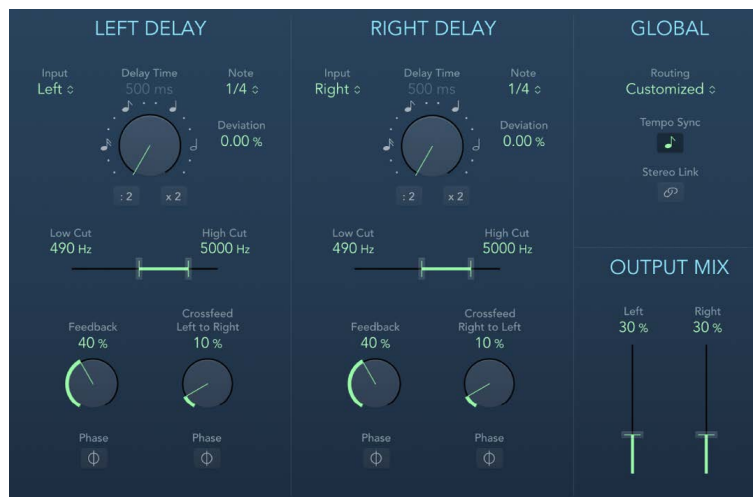 LEFT DELAY
Input
Left
Delay Time
500 ms
Note
1/4
Deviation
0.00 %
: 2
x 2
Low Cut
490 Hz
High Cut
5000 Hz
Feedback
40 %
Crossfeed
Left to Right
10 %
Phase
Phase
RIGHT DELAY
Input
Right
Delay Time
500 ms
Note
1/4
Deviation
0.00 %
: 2
x 2
Low Cut
490 Hz
High Cut
5000 Hz
Feedback
40 %
Crossfeed
Right to Left
10 %
Phase
Phase
GLOBAL
Routing
Customized
Tempo Sync
Stereo Link
OUTPUT MIX
Left
30 %
Right
30 %